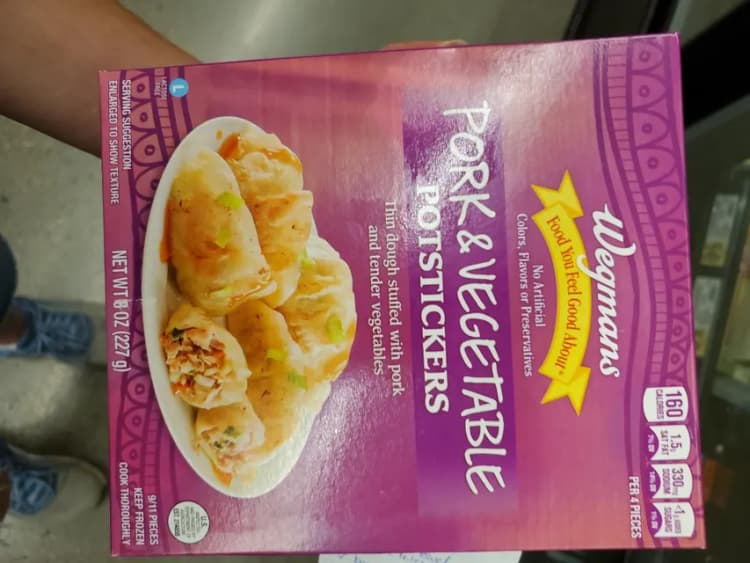 Wegmans
Food You Feel Good About
No Artificial
Colors, Flavors or Preservatives
PORK & VEGETABLE
POTSTICKERS
Thin dough stuffed with pork
and tender vegetables
160
CALORIES
1.5g
SAT FAT
330mg
SODIUM
<1g
SUGARS
PER 4 PIECES
LACTOSE
FREE
L
SERVING SUGGESTION
ENLARGED TO SHOW TEXTURE
NET WT 8 OZ (227 g)
9/11 PIECES
KEEP FROZEN
COOK THOROUGHLY
U.S.